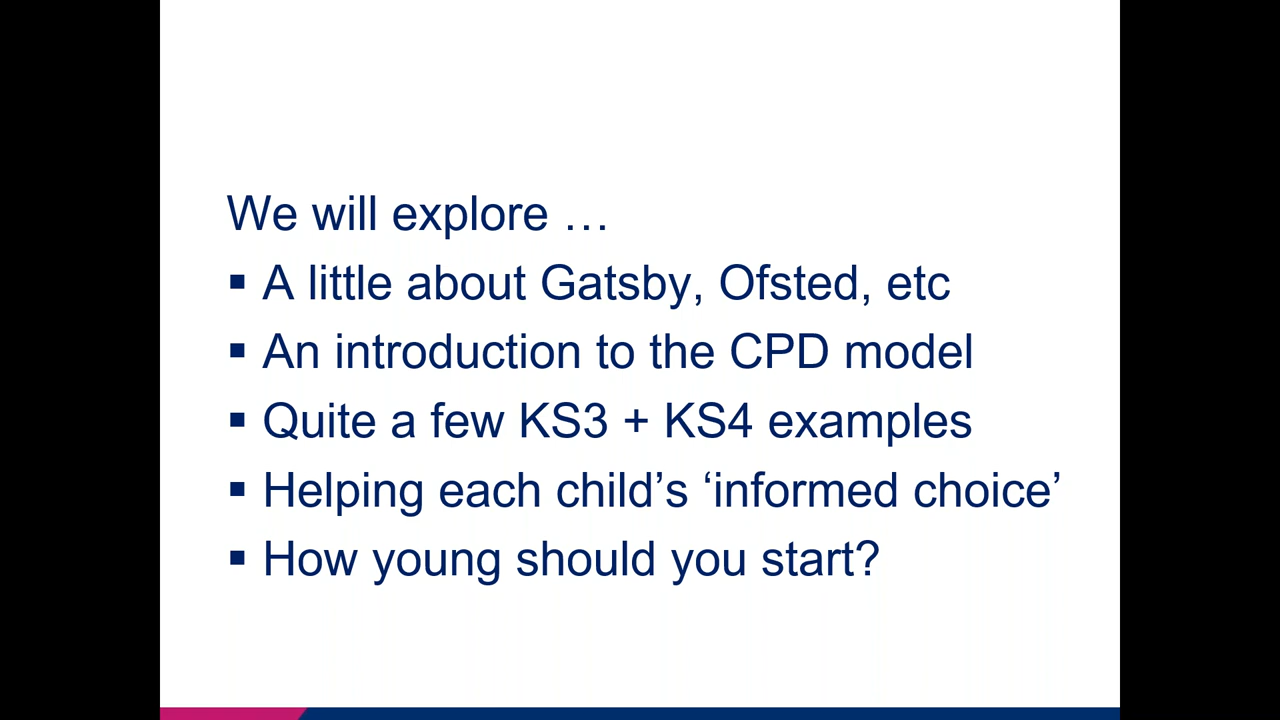 We will explore …
▪ A little about Gatsby, Ofsted, etc
▪ An introduction to the CPD model
▪ Quite a few KS3 + KS4 examples
▪ Helping each child’s ‘informed choice’
▪ How young should you start?